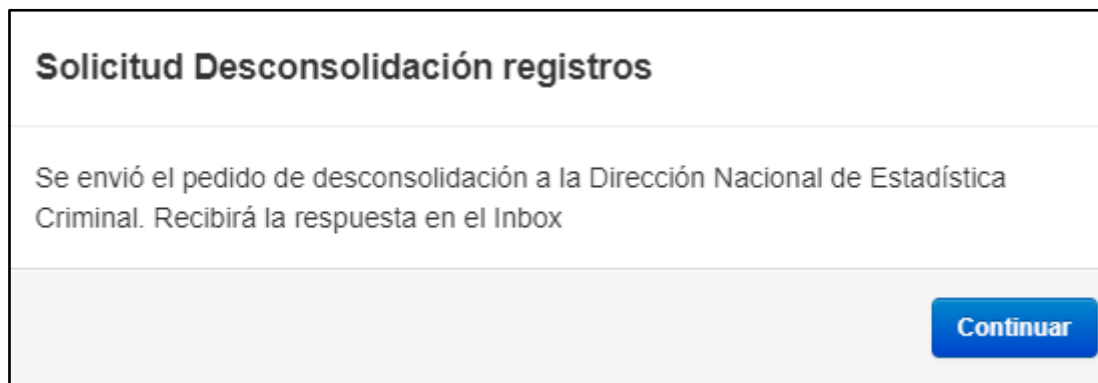 Solicitud Desconsolidación registros
Se envió el pedido de desconsolidación a la Dirección Nacional de Estadística
Criminal. Recibirá la respuesta en el Inbox
Continuar